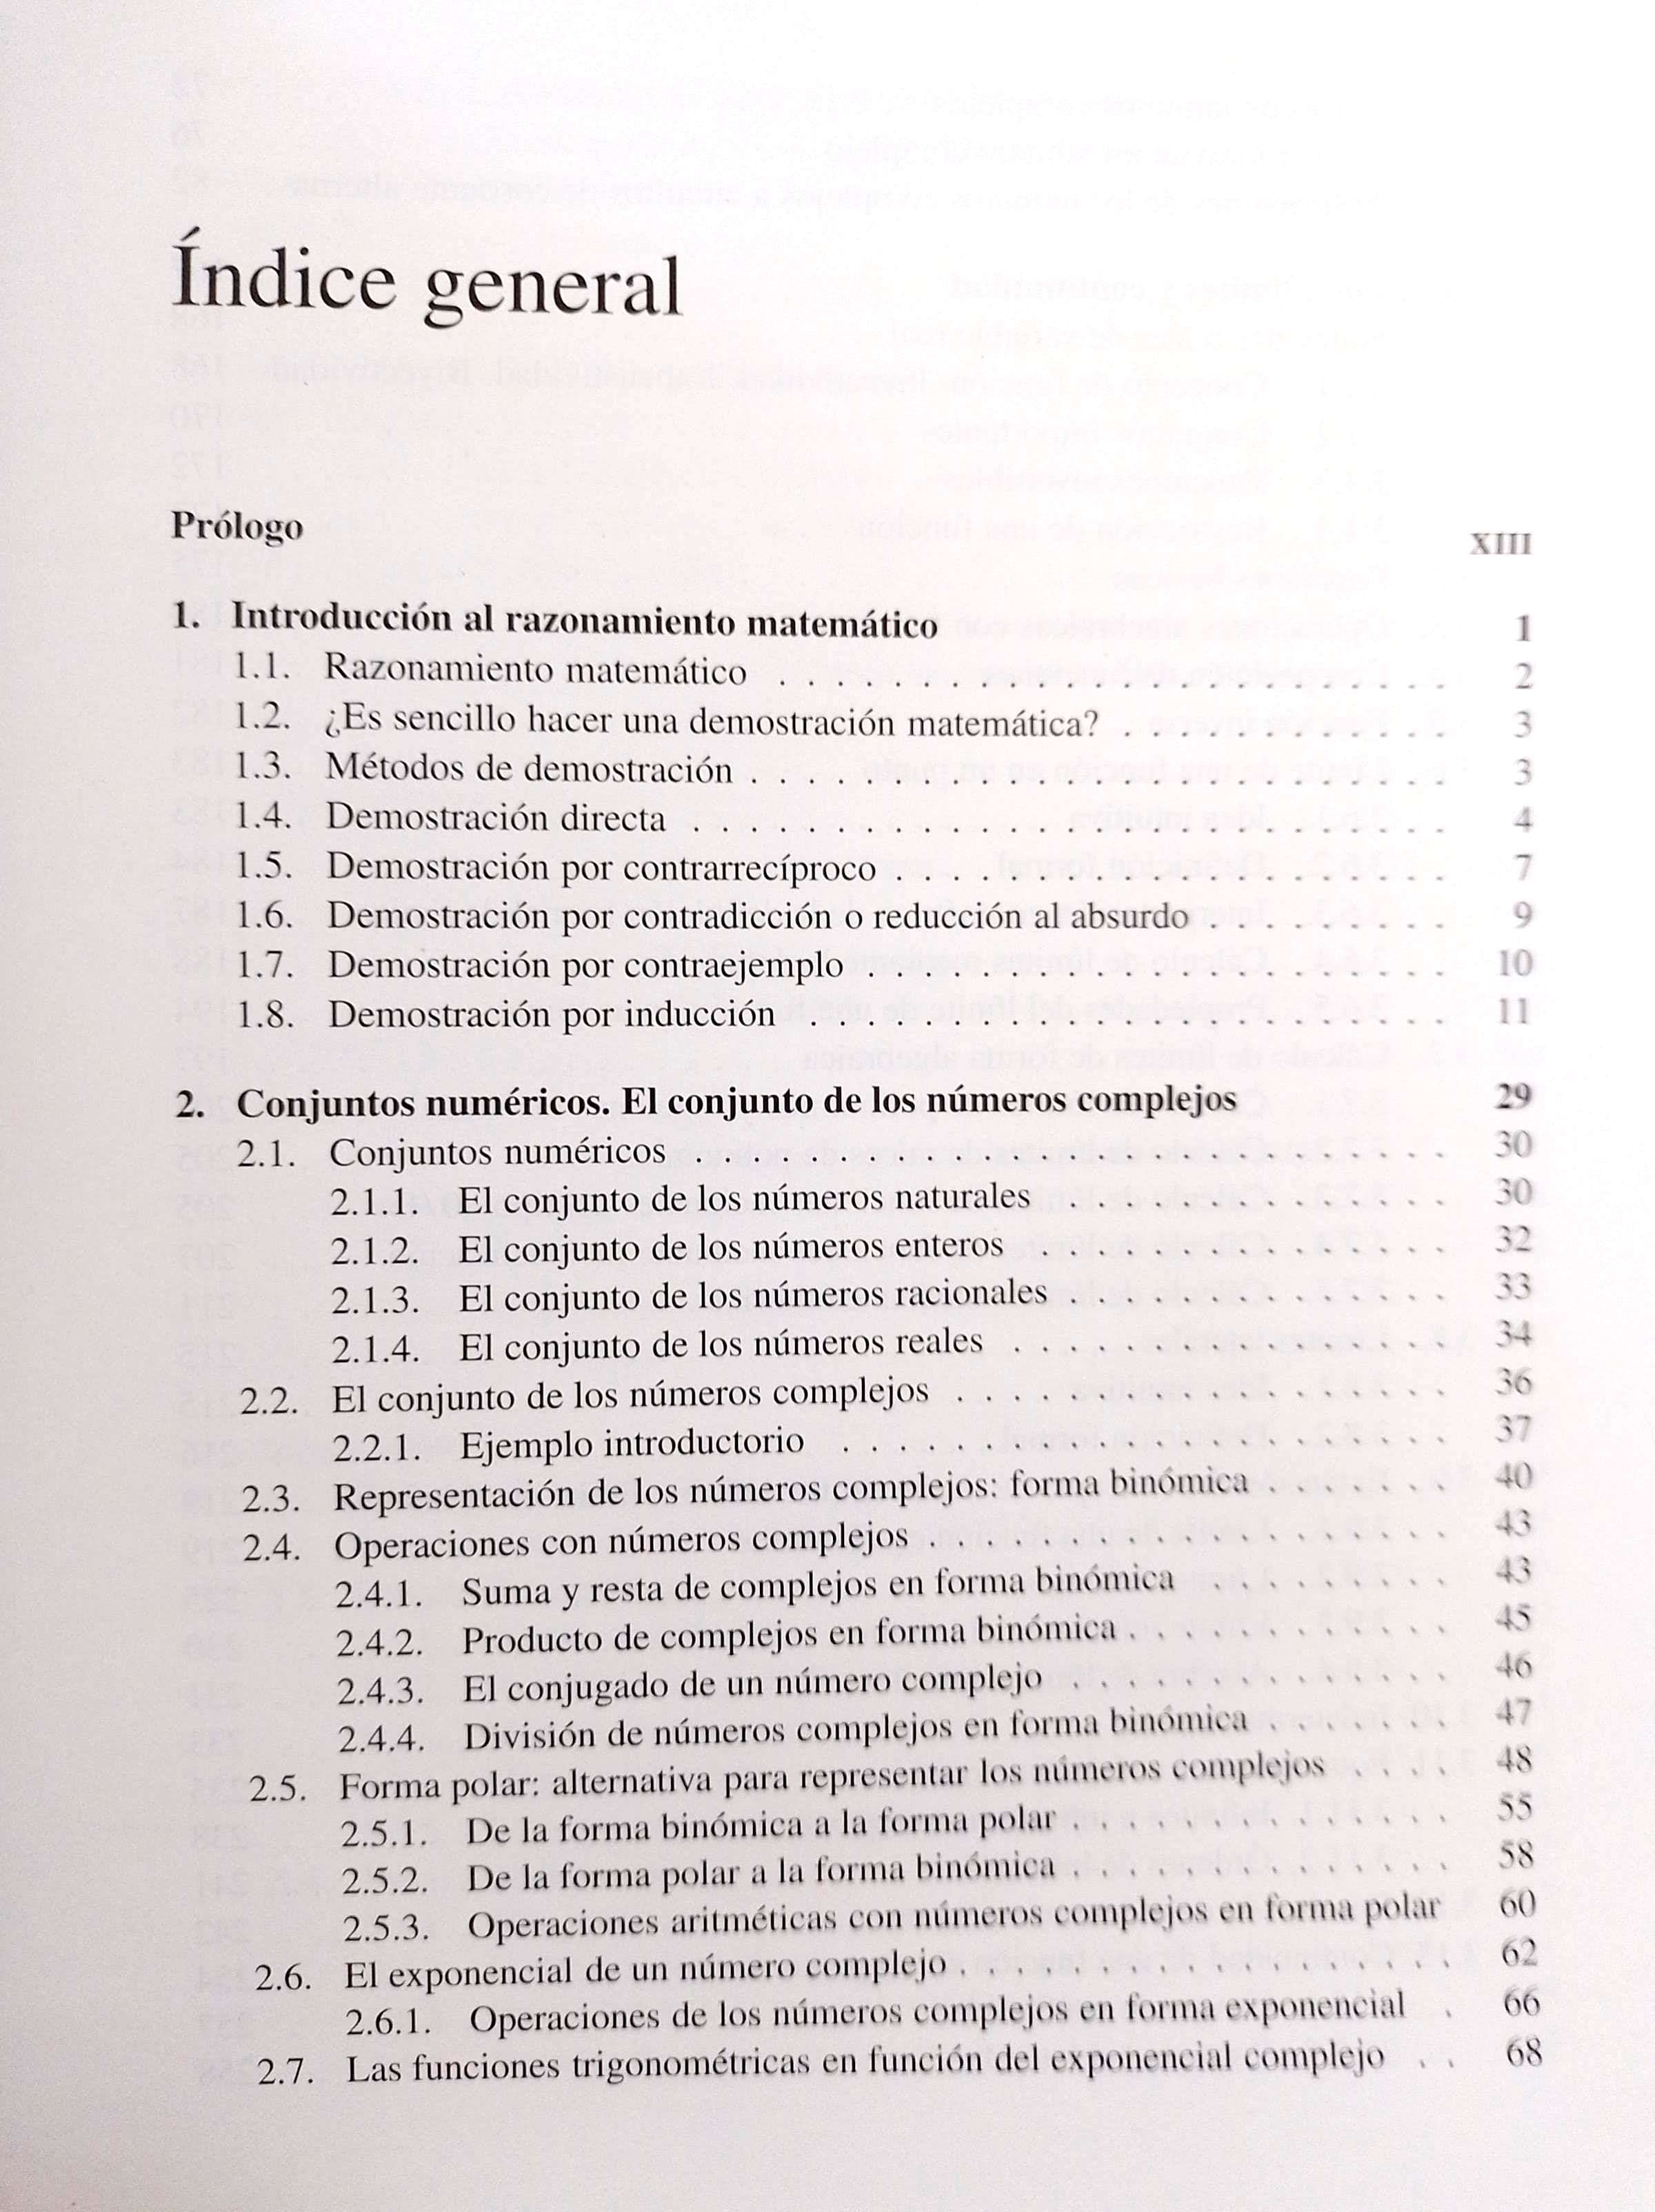 Índice general
Prólogo XIII
1. Introducción al razonamiento matemático 1
1.1. Razonamiento matemático . . . . . . . . . . . . . . . . . . . . . . . . 2
1.2. ¿Es sencillo hacer una demostración matemática? . . . . . . . . . . . . 3
1.3. Métodos de demostración . . . . . . . . . . . . . . . . . . . . . . . . . 3
1.4. Demostración directa . . . . . . . . . . . . . . . . . . . . . . . . . . . 4
1.5. Demostración por contrarrecíproco . . . . . . . . . . . . . . . . . . . . 7
1.6. Demostración por contradicción o reducción al absurdo . . . . . . . . . 9
1.7. Demostración por contraejemplo . . . . . . . . . . . . . . . . . . . . . 10
1.8. Demostración por inducción . . . . . . . . . . . . . . . . . . . . . . . 11
2. Conjuntos numéricos. El conjunto de los números complejos 29
2.1. Conjuntos numéricos . . . . . . . . . . . . . . . . . . . . . . . . . . . 30
2.1.1. El conjunto de los números naturales . . . . . . . . . . . . . . 30
2.1.2. El conjunto de los números enteros . . . . . . . . . . . . . . . 32
2.1.3. El conjunto de los números racionales . . . . . . . . . . . . . . 33
2.1.4. El conjunto de los números reales . . . . . . . . . . . . . . . . 34
2.2. El conjunto de los números complejos . . . . . . . . . . . . . . . . . . 36
2.2.1. Ejemplo introductorio . . . . . . . . . . . . . . . . . . . . . . 37
2.3. Representación de los números complejos: forma binómica . . . . . . . 40
2.4. Operaciones con números complejos . . . . . . . . . . . . . . . . . . . 43
2.4.1. Suma y resta de complejos en forma binómica . . . . . . . . . 43
2.4.2. Producto de complejos en forma binómica . . . . . . . . . . . . 45
2.4.3. El conjugado de un número complejo . . . . . . . . . . . . . . 46
2.4.4. División de números complejos en forma binómica . . . . . . . 47
2.5. Forma polar: alternativa para representar los números complejos . . . . 48
2.5.1. De la forma binómica a la forma polar . . . . . . . . . . . . . . 55
2.5.2. De la forma polar a la forma binómica . . . . . . . . . . . . . . 58
2.5.3. Operaciones aritméticas con números complejos en forma polar 60
2.6. El exponencial de un número complejo . . . . . . . . . . . . . . . . . . 62
2.6.1. Operaciones de los números complejos en forma exponencial . 66
2.7. Las funciones trigonométricas en función del exponencial complejo . . 68